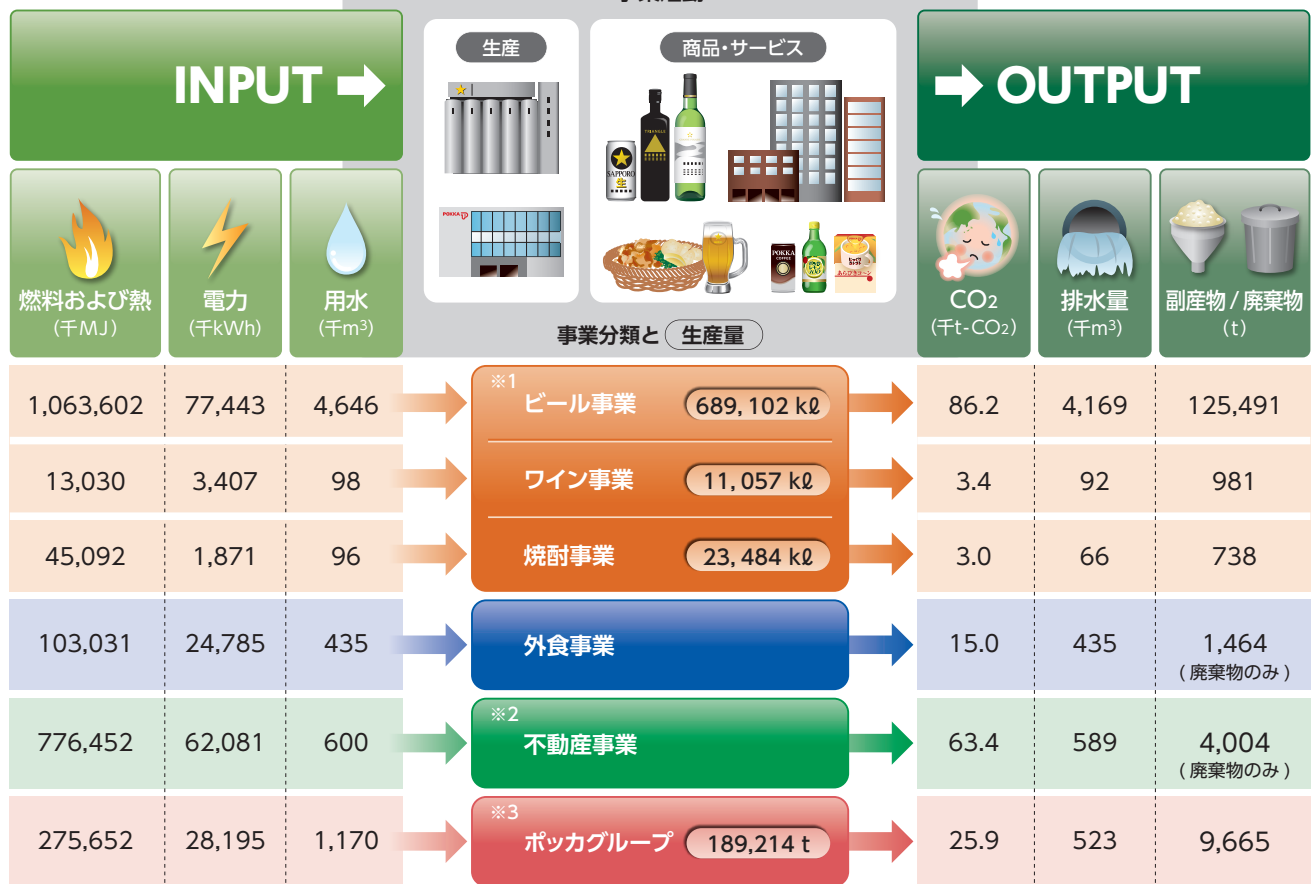 INPUT
生産
商品・サービス
OUTPUT
SAPPORO
生
TRIANGLE
POKKA
POKKA
COFFEE
燃料および熱
(千MJ)
電力
(千kWh)
用水
(千m³)
事業分類と 生産量
CO₂
(千t-CO₂)
排水量
(千m³)
副産物 / 廃棄物
(t)
1,063,602 77,443 4,646 ※1 ビール事業 689,102 kℓ 86.2 4,169 125,491
13,030 3,407 98 ワイン事業 11,057 kℓ 3.4 92 981
45,092 1,871 96 焼酎事業 23,484 kℓ 3.0 66 738
103,031 24,785 435 外食事業 15.0 435 1,464
(廃棄物のみ)
776,452 62,081 600 ※2 不動産事業 63.4 589 4,004
(廃棄物のみ)
275,652 28,195 1,170 ※3 ポッカグループ 189,214 t 25.9 523 9,665